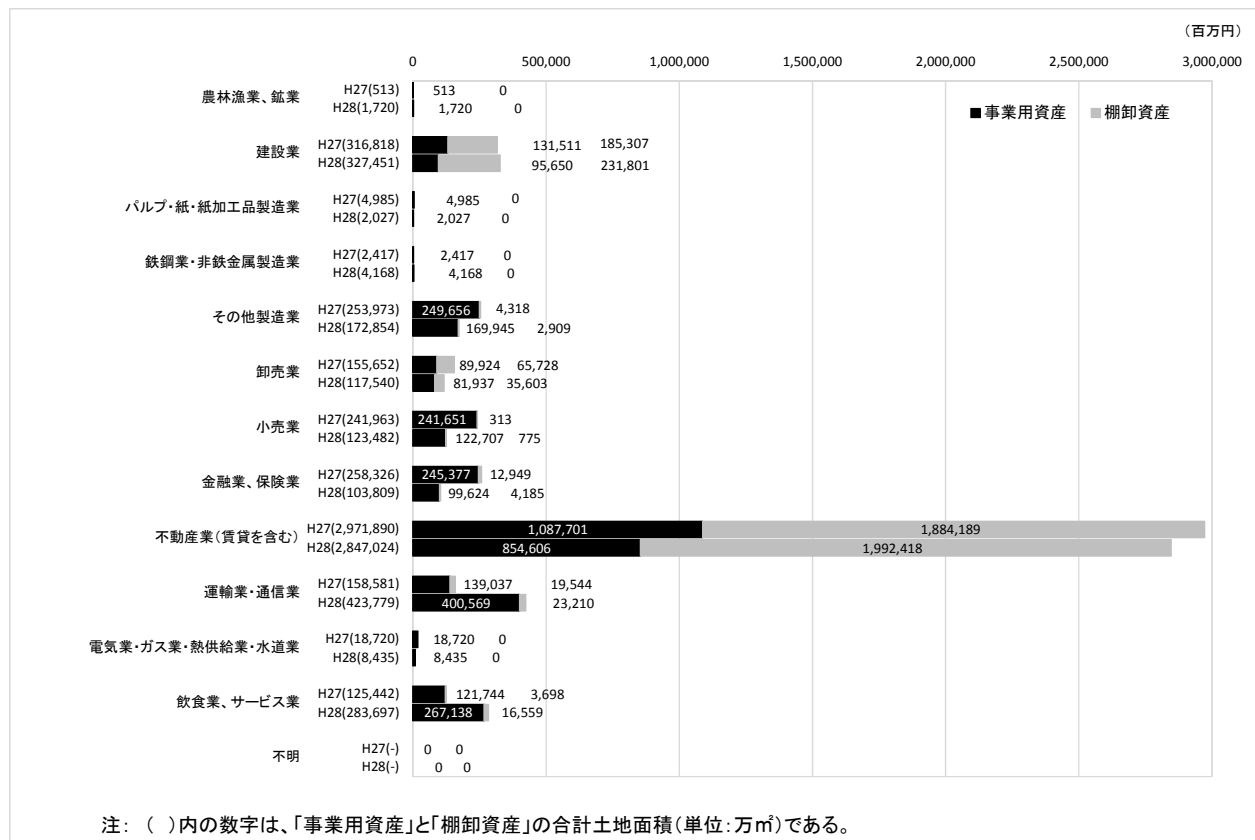 （百万円）
0 500,000 1,000,000 1,500,000 2,000,000 2,500,000 3,000,000
■事業用資産 ■棚卸資産
農林漁業、鉱業
H27(513) 513 0
H28(1,720) 1,720 0
建設業
H27(316,818) 131,511 185,307
H28(327,451) 95,650 231,801
パルプ・紙・紙加工品製造業
H27(4,985) 4,985 0
H28(2,027) 2,027 0
鉄鋼業・非鉄金属製造業
H27(2,417) 2,417 0
H28(4,168) 4,168 0
その他製造業
H27(253,973) 249,656 4,318
H28(172,854) 169,945 2,909
卸売業
H27(155,652) 89,924 65,728
H28(117,540) 81,937 35,603
小売業
H27(241,963) 241,651 313
H28(123,482) 122,707 775
金融業、保険業
H27(258,326) 245,377 12,949
H28(103,809) 99,624 4,185
不動産業（賃貸を含む）
H27(2,971,890) 1,087,701 1,884,189
H28(2,847,024) 854,606 1,992,418
運輸業・通信業
H27(158,581) 139,037 19,544
H28(423,779) 400,569 23,210
電気業・ガス業・熱供給業・水道業
H27(18,720) 18,720 0
H28(8,435) 8,435 0
飲食業、サービス業
H27(125,442) 121,744 3,698
H28(283,697) 267,138 16,559
不明
H27(-) 0 0
H28(-) 0 0
注： （ ）内の数字は、「事業用資産」と「棚卸資産」の合計土地面積（単位：万㎡）である。